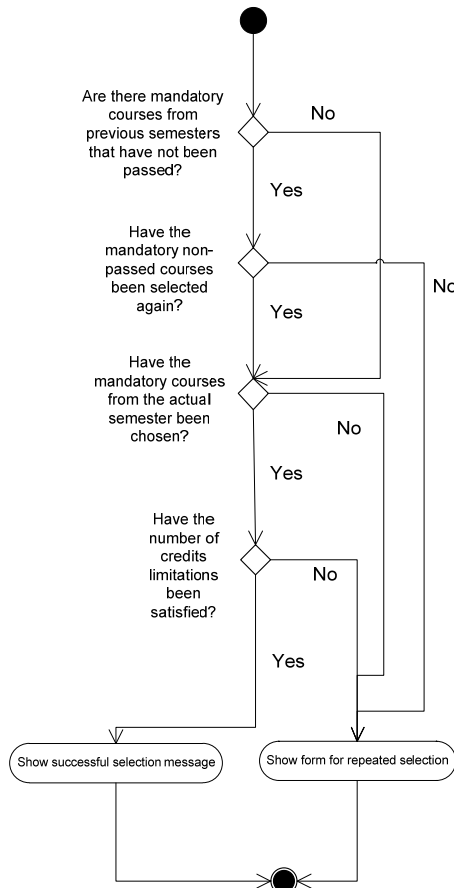 Are there mandatory
courses from
previous semesters
that have not been
passed?
No
Yes
Have the
mandatory non-
passed courses
been selected
again?
No
Yes
Have the
mandatory courses
from the actual
semester been
chosen?
No
Yes
Have the
number of
credits
limitations
been
satisfied?
No
Yes
Show successful selection message
Show form for repeated selection